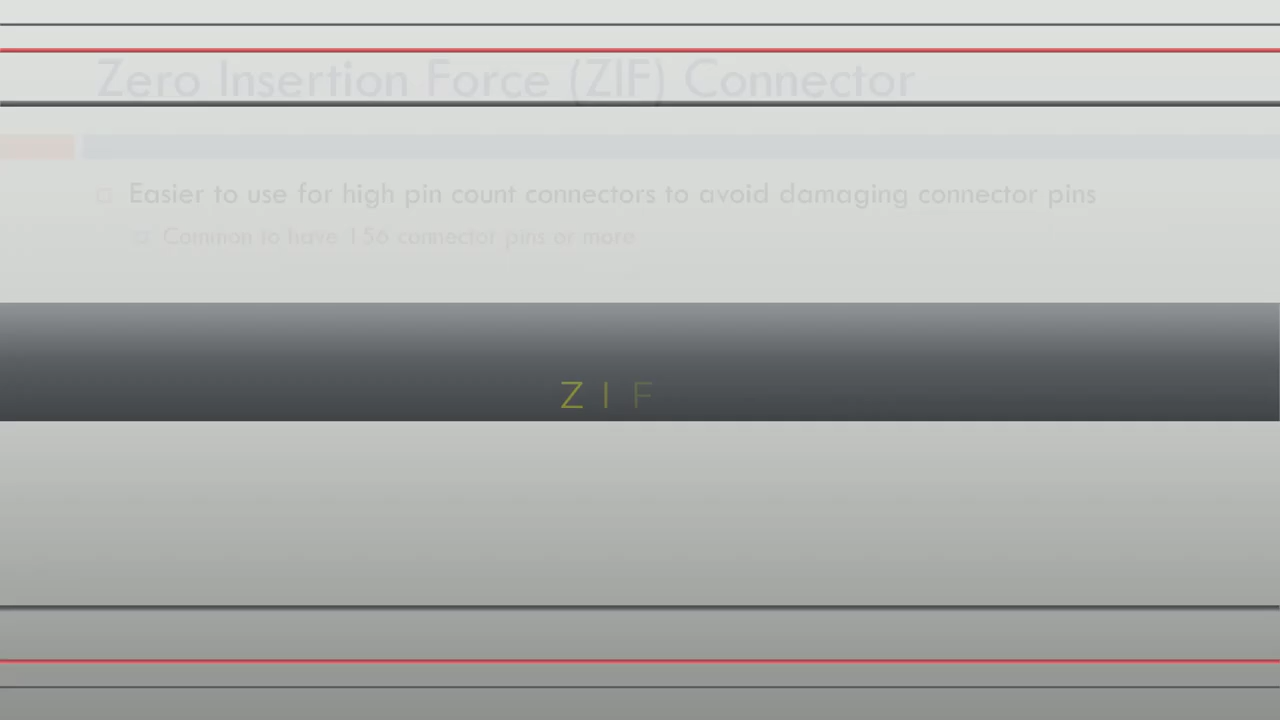 Zero Insertion Force (ZIF) Connector
Easier to use for high pin count connectors to avoid damaging connector pins
Common to have 156 connector pins or more
Z I F